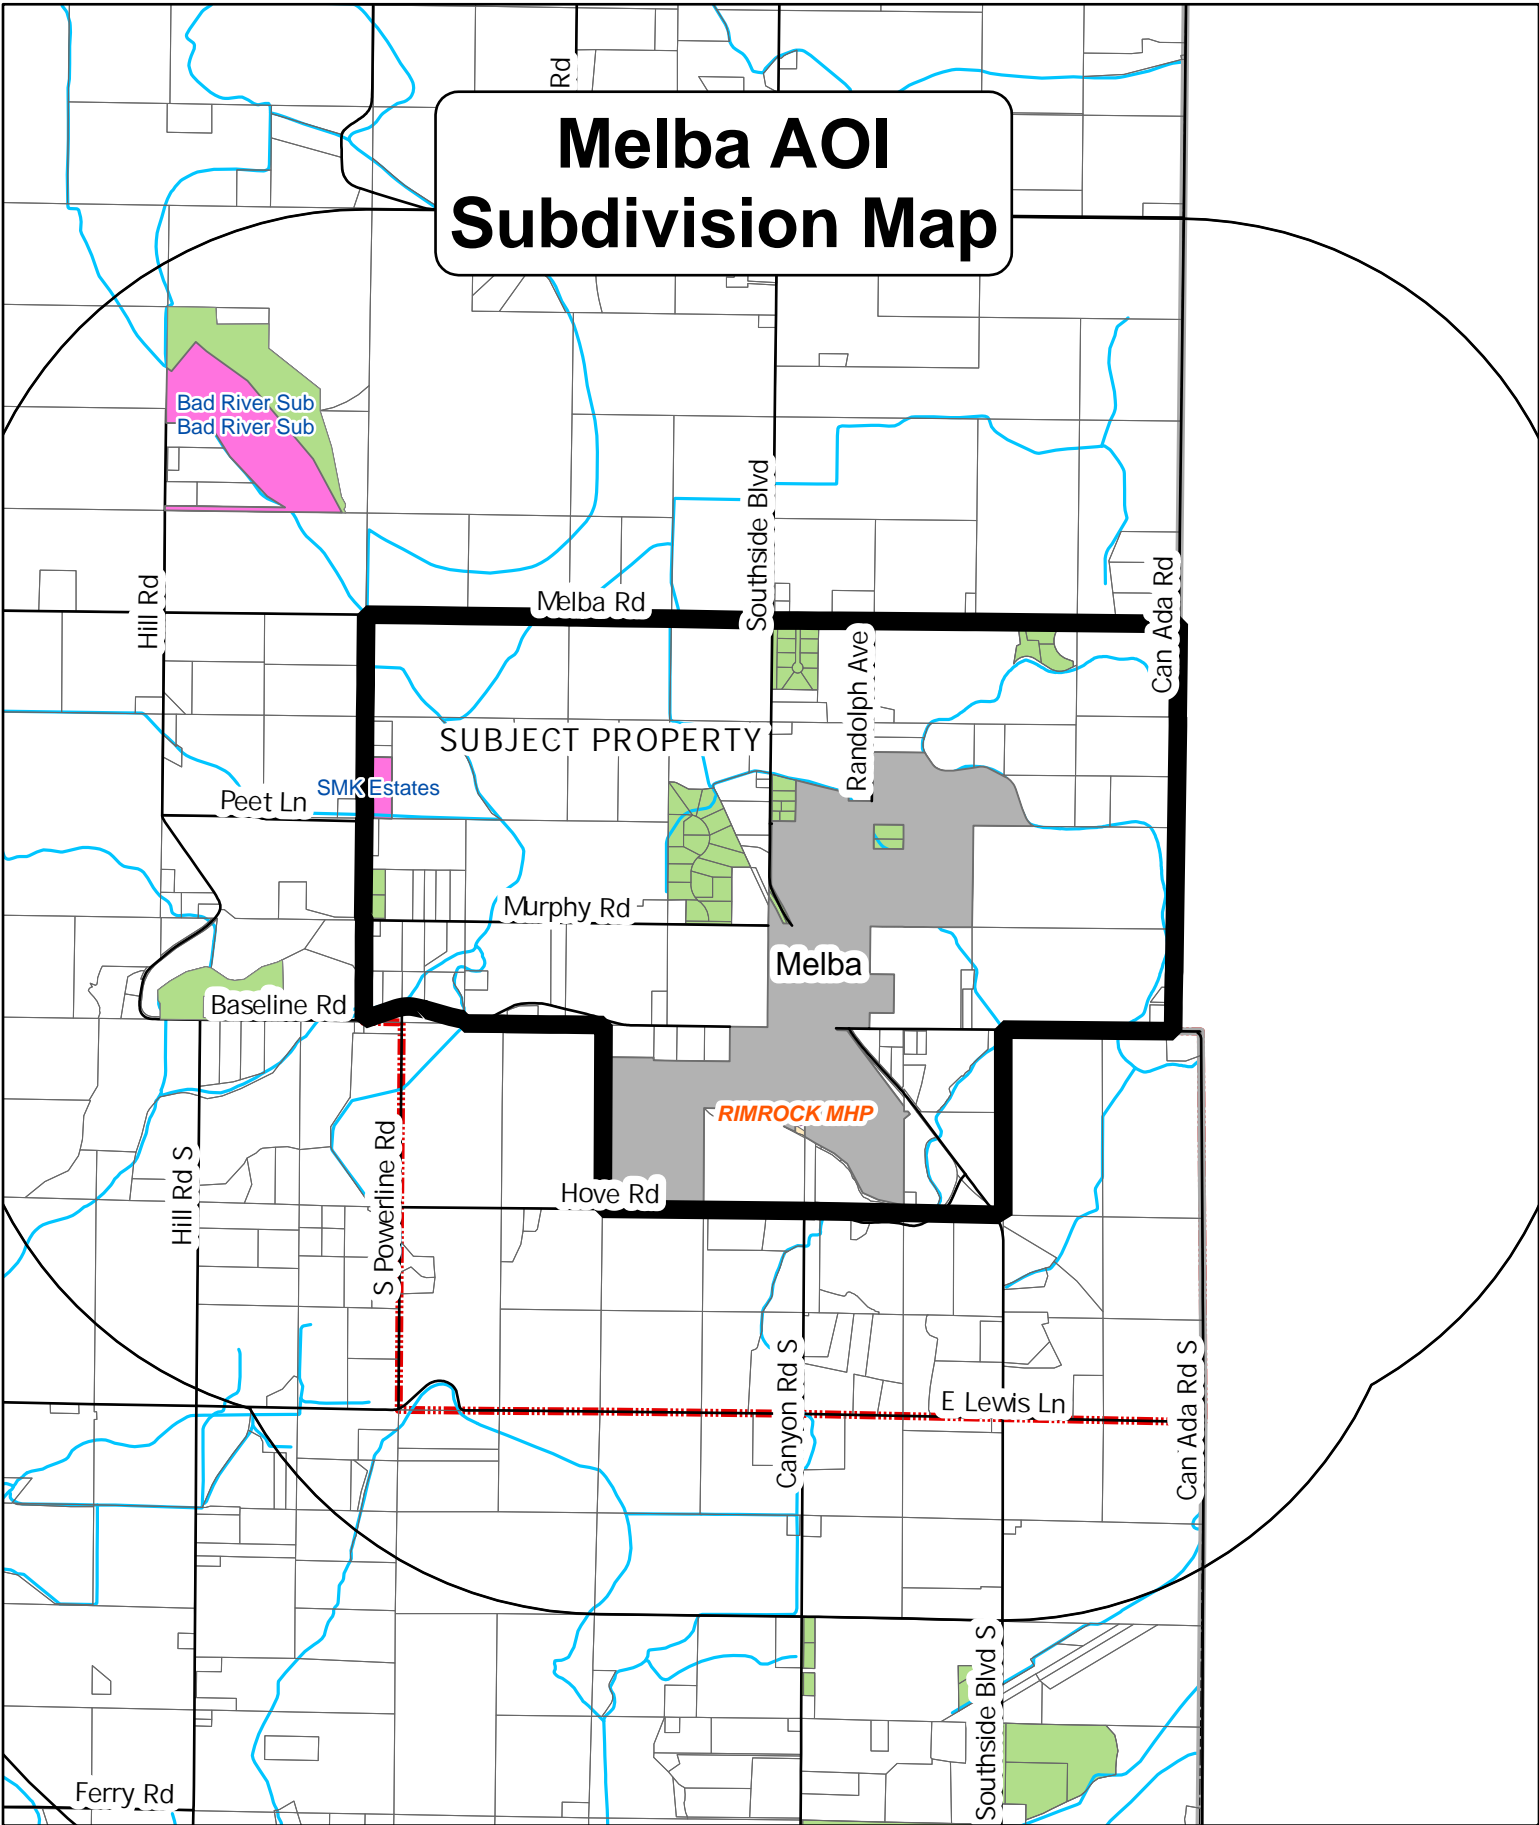 Rd
Melba AOI
Subdivision Map
Bad River Sub
Bad River Sub
Southside Blvd
Hill Rd
Melba Rd
Can Ada Rd
Randolph Ave
SUBJECT PROPERTY
SMK Estates
Peet Ln
Murphy Rd
Melba
Baseline Rd
RIMROCK MHP
Hill Rd S
S Powerline Rd
Hove Rd
Canyon Rd S
E Lewis Ln
Can Ada Rd S
Southside Blvd S
Ferry Rd